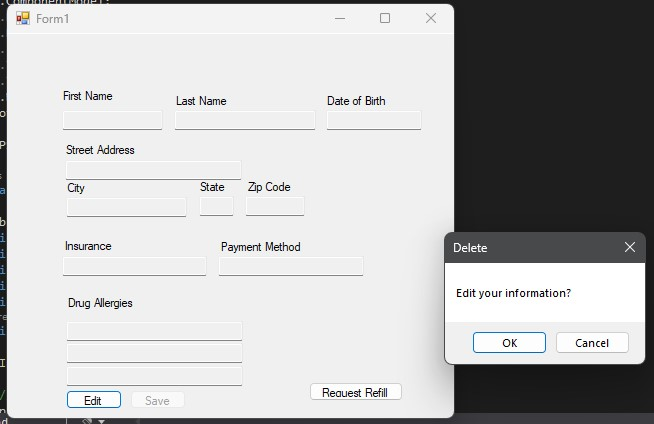 .ComponentModel;
Form1
First Name
Last Name
Date of Birth
Street Address
City
State
Zip Code
Insurance
Payment Method
Drug Allergies
Edit
Save
Request Refill
Delete
Edit your information?
OK
Cancel